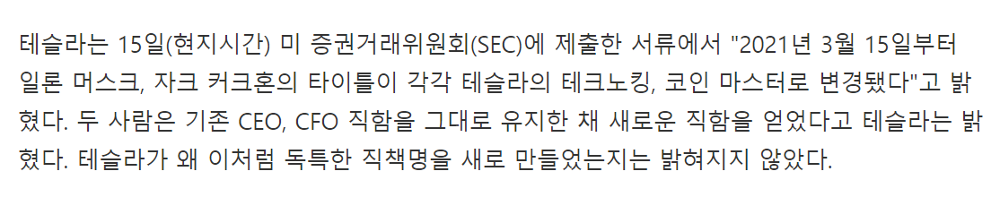 테슬라는 15일(현지시간) 미 증권거래위원회(SEC)에 제출한 서류에서 "2021년 3월 15일부터
일론 머스크, 자크 커크혼의 타이틀이 각각 테슬라의 테크노킹, 코인 마스터로 변경됐다"고 밝
혔다. 두 사람은 기존 CEO, CFO 직함을 그대로 유지한 채 새로운 직함을 얻었다고 테슬라는 밝
혔다. 테슬라가 왜 이처럼 독특한 직책명을 새로 만들었는지는 밝혀지지 않았다.